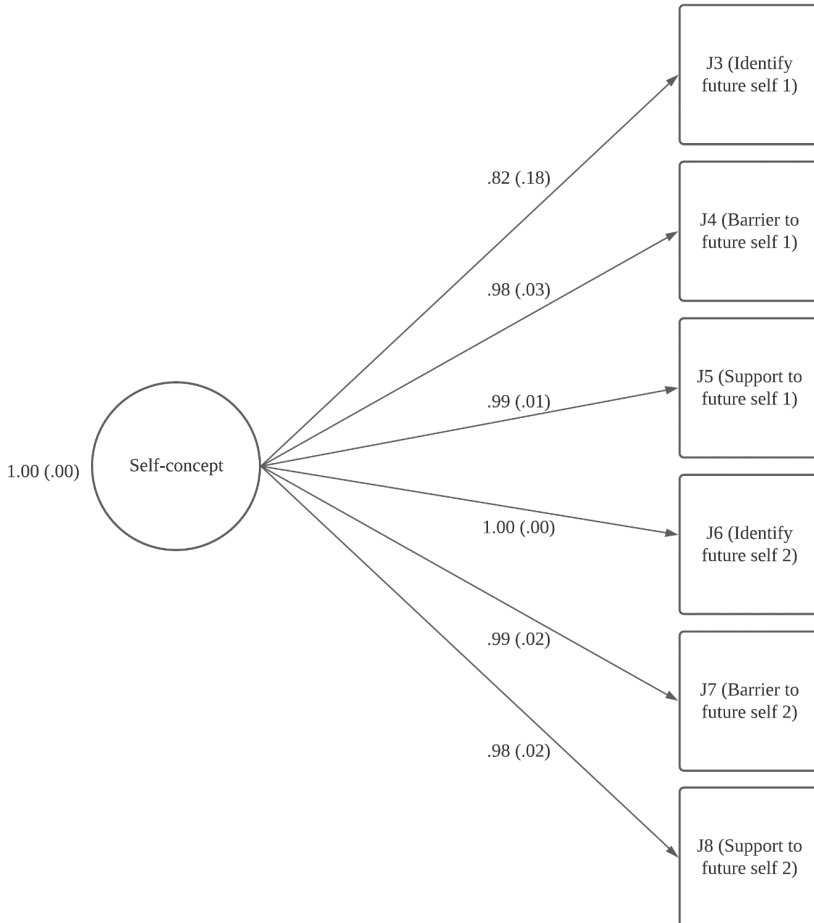 J3 (Identify
future self 1)
.82 (.18)
J4 (Barrier to
future self 1)
.98 (.03)
J5 (Support to
future self 1)
.99 (.01)
1.00 (.00)
Self-concept
J6 (Identify
future self 2)
1.00 (.00)
.99 (.02)
J7 (Barrier to
future self 2)
.98 (.02)
J8 (Support to
future self 2)